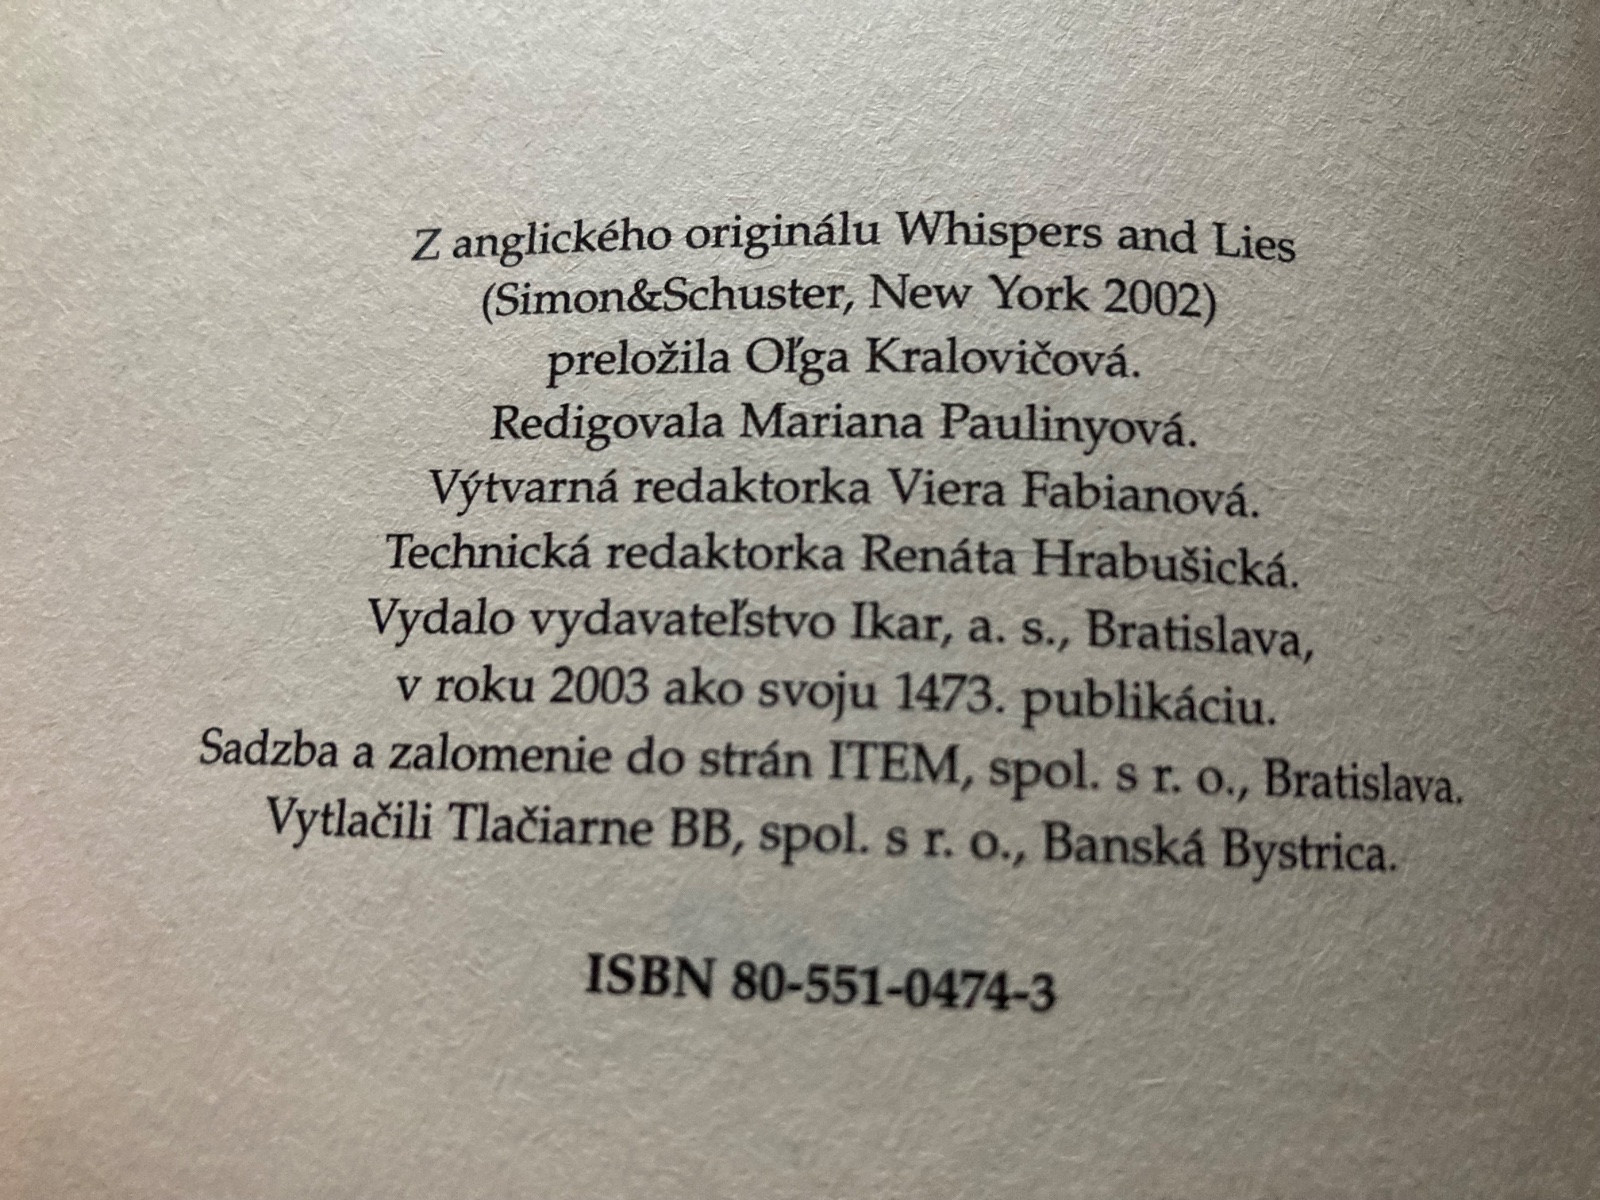 Z anglického originálu Whispers and Lies
(Simon&Schuster, New York 2002)
preložila Oľga Kralovičová.
Redigovala Mariana Paulinyová.
Výtvarná redaktorka Viera Fabianová.
Technická redaktorka Renáta Hrabušická.
Vydalo vydavateľstvo Ikar, a. s., Bratislava,
v roku 2003 ako svoju 1473. publikáciu.
Sadzba a zalomenie do strán ITEM, spol. s r. o., Bratislava.
Vytlačili Tlačiarne BB, spol. s r. o., Banská Bystrica.
ISBN 80-551-0474-3